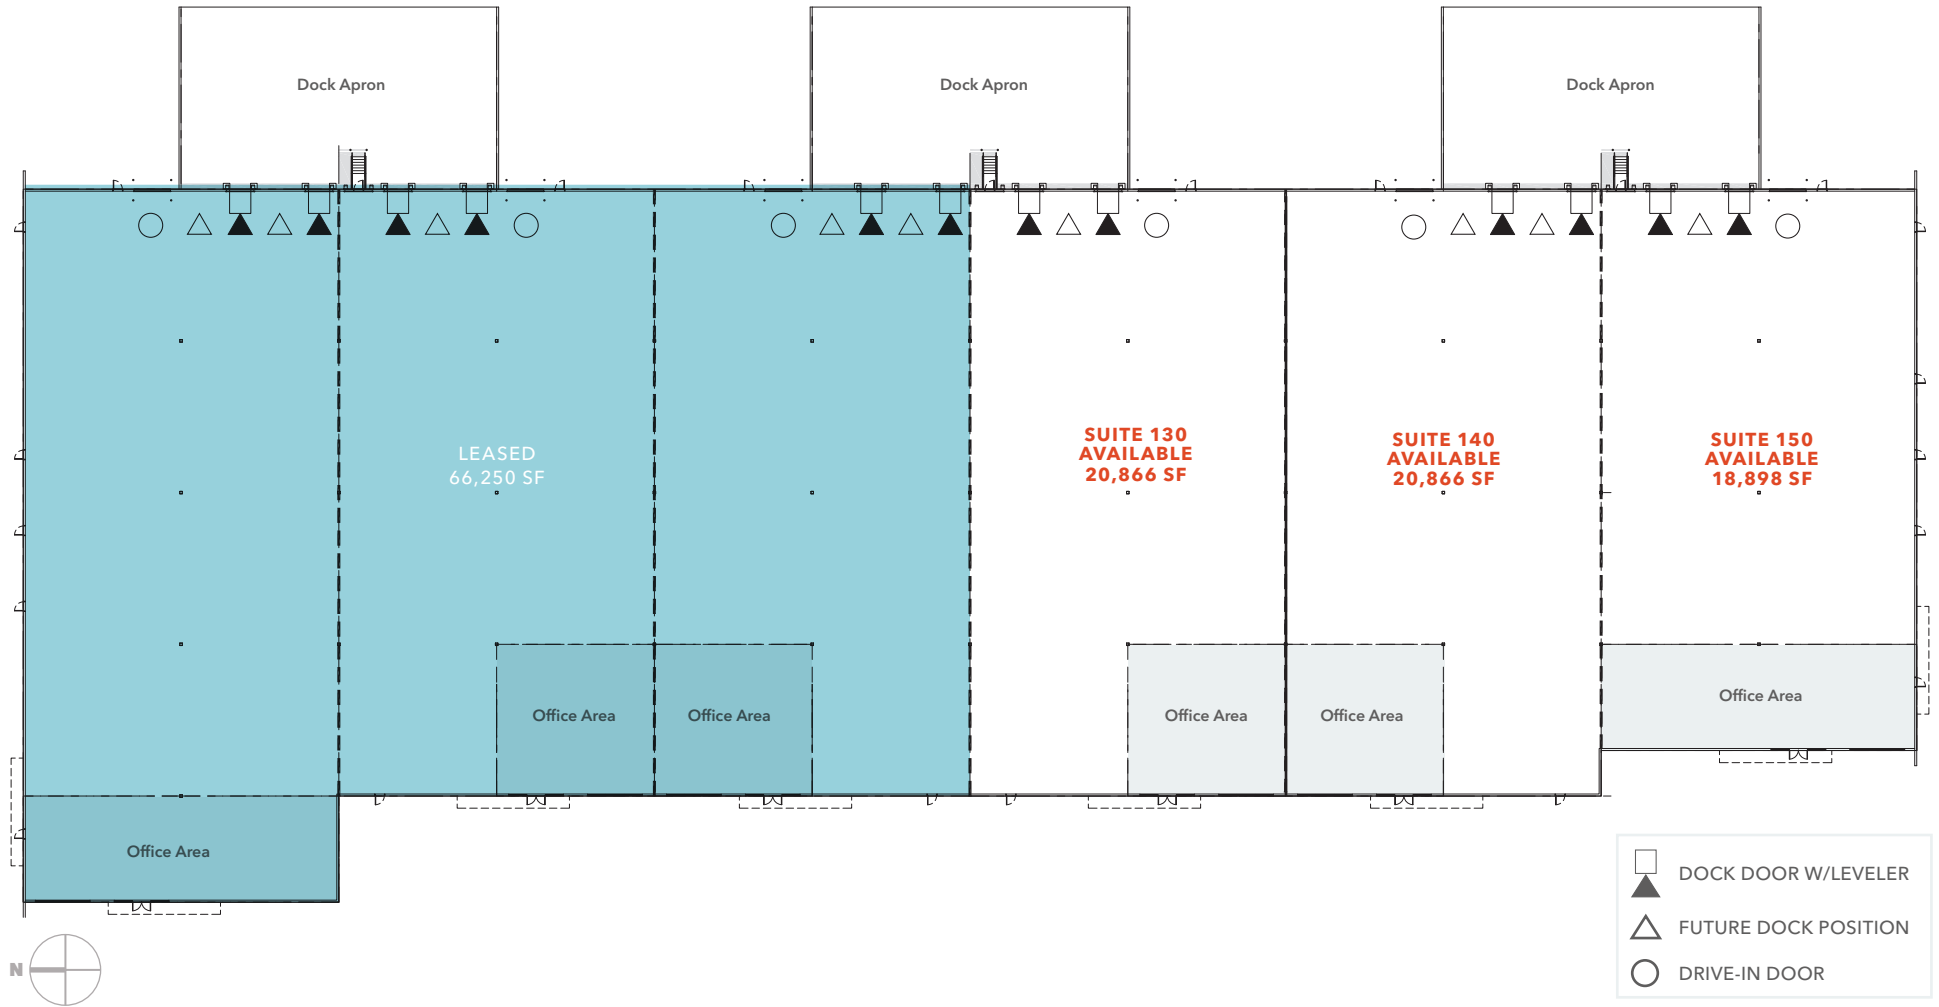 Dock Apron
Dock Apron
Dock Apron
LEASED
66,250 SF
SUITE 130
AVAILABLE
20,866 SF
SUITE 140
AVAILABLE
20,866 SF
SUITE 150
AVAILABLE
18,898 SF
Office Area
Office Area
Office Area
Office Area
Office Area
Office Area
DOCK DOOR W/LEVELER
FUTURE DOCK POSITION
DRIVE-IN DOOR
N